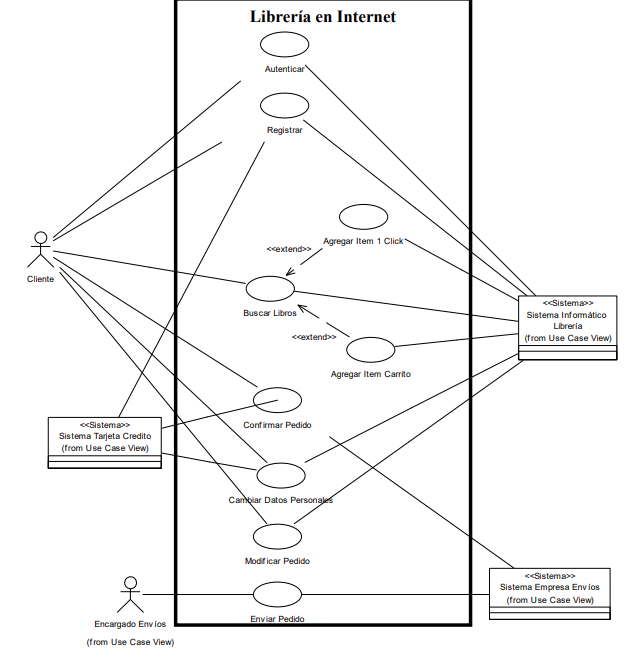 Librería en Internet
Autenticar
Registrar
Agregar Item 1 Click
<<extend>>
Cliente
Buscar Libros
<<Sistema>>
Sistema Informático
Librería
(from Use Case View)
<<extend>>
Agregar Item Carrito
Confirmar Pedido
<<Sistema>>
Sistema Tarjeta Credito
(from Use Case View)
Cambiar Datos Personales
Modificar Pedido
<<Sistema>>
Sistema Empresa Envíos
(from Use Case View)
Encargado Envíos
(from Use Case View)
Enviar Pedido